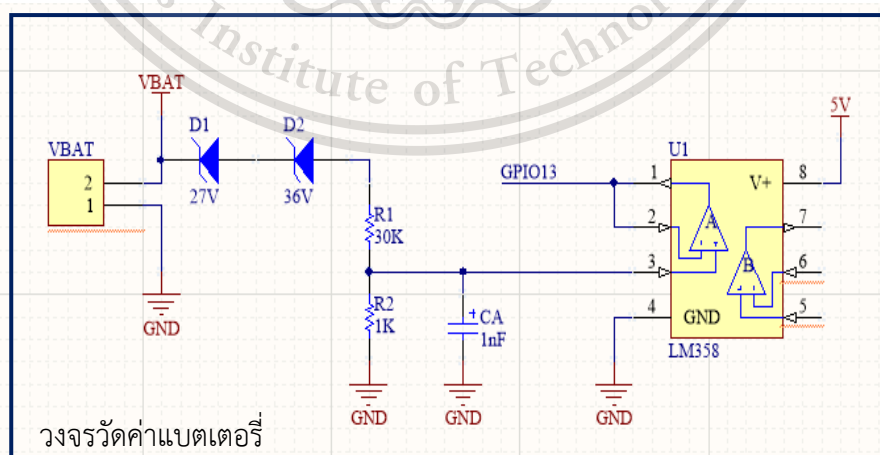 s Institute of Technolo
VBAT
5V
D1
D2
VBAT
U1
2
1
27V
36V
GPIO13
1
V+
8
R1
30K
2
A
7
B
6
3
R2
1K
+
CA
1nF
4
GND
5
GND
LM358
GND
GND
GND
วงจรวัดค่าแบตเตอรี่